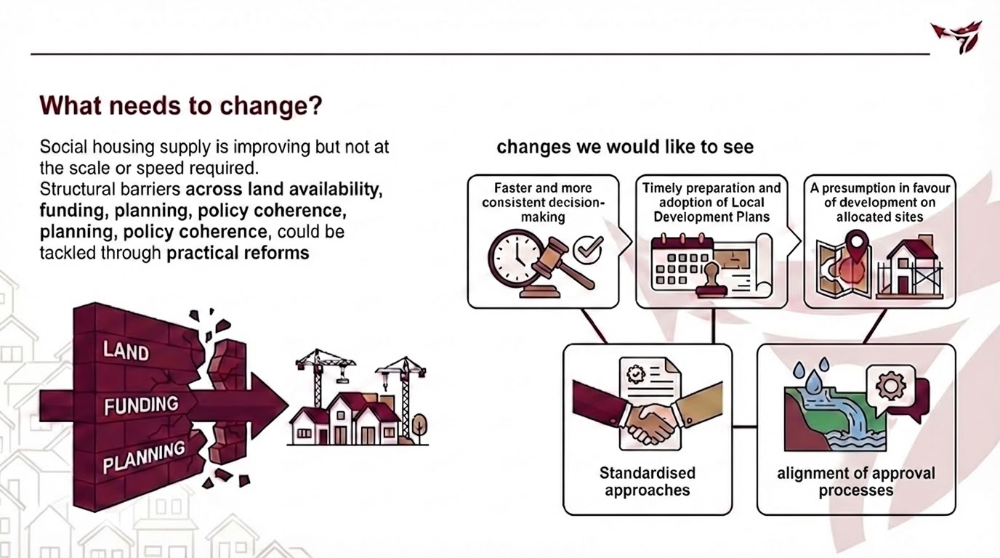 What needs to change?
Social housing supply is improving but not at
the scale or speed required.
Structural barriers across land availability,
funding, planning, policy coherence,
planning, policy coherence, could be
tackled through practical reforms
LAND
FUNDING
PLANNING
changes we would like to see
Faster and more
consistent decision-
making
Timely preparation and
adoption of Local
Development Plans
A presumption in favour
of development on
allocated sites
Standardised
approaches
alignment of approval
processes